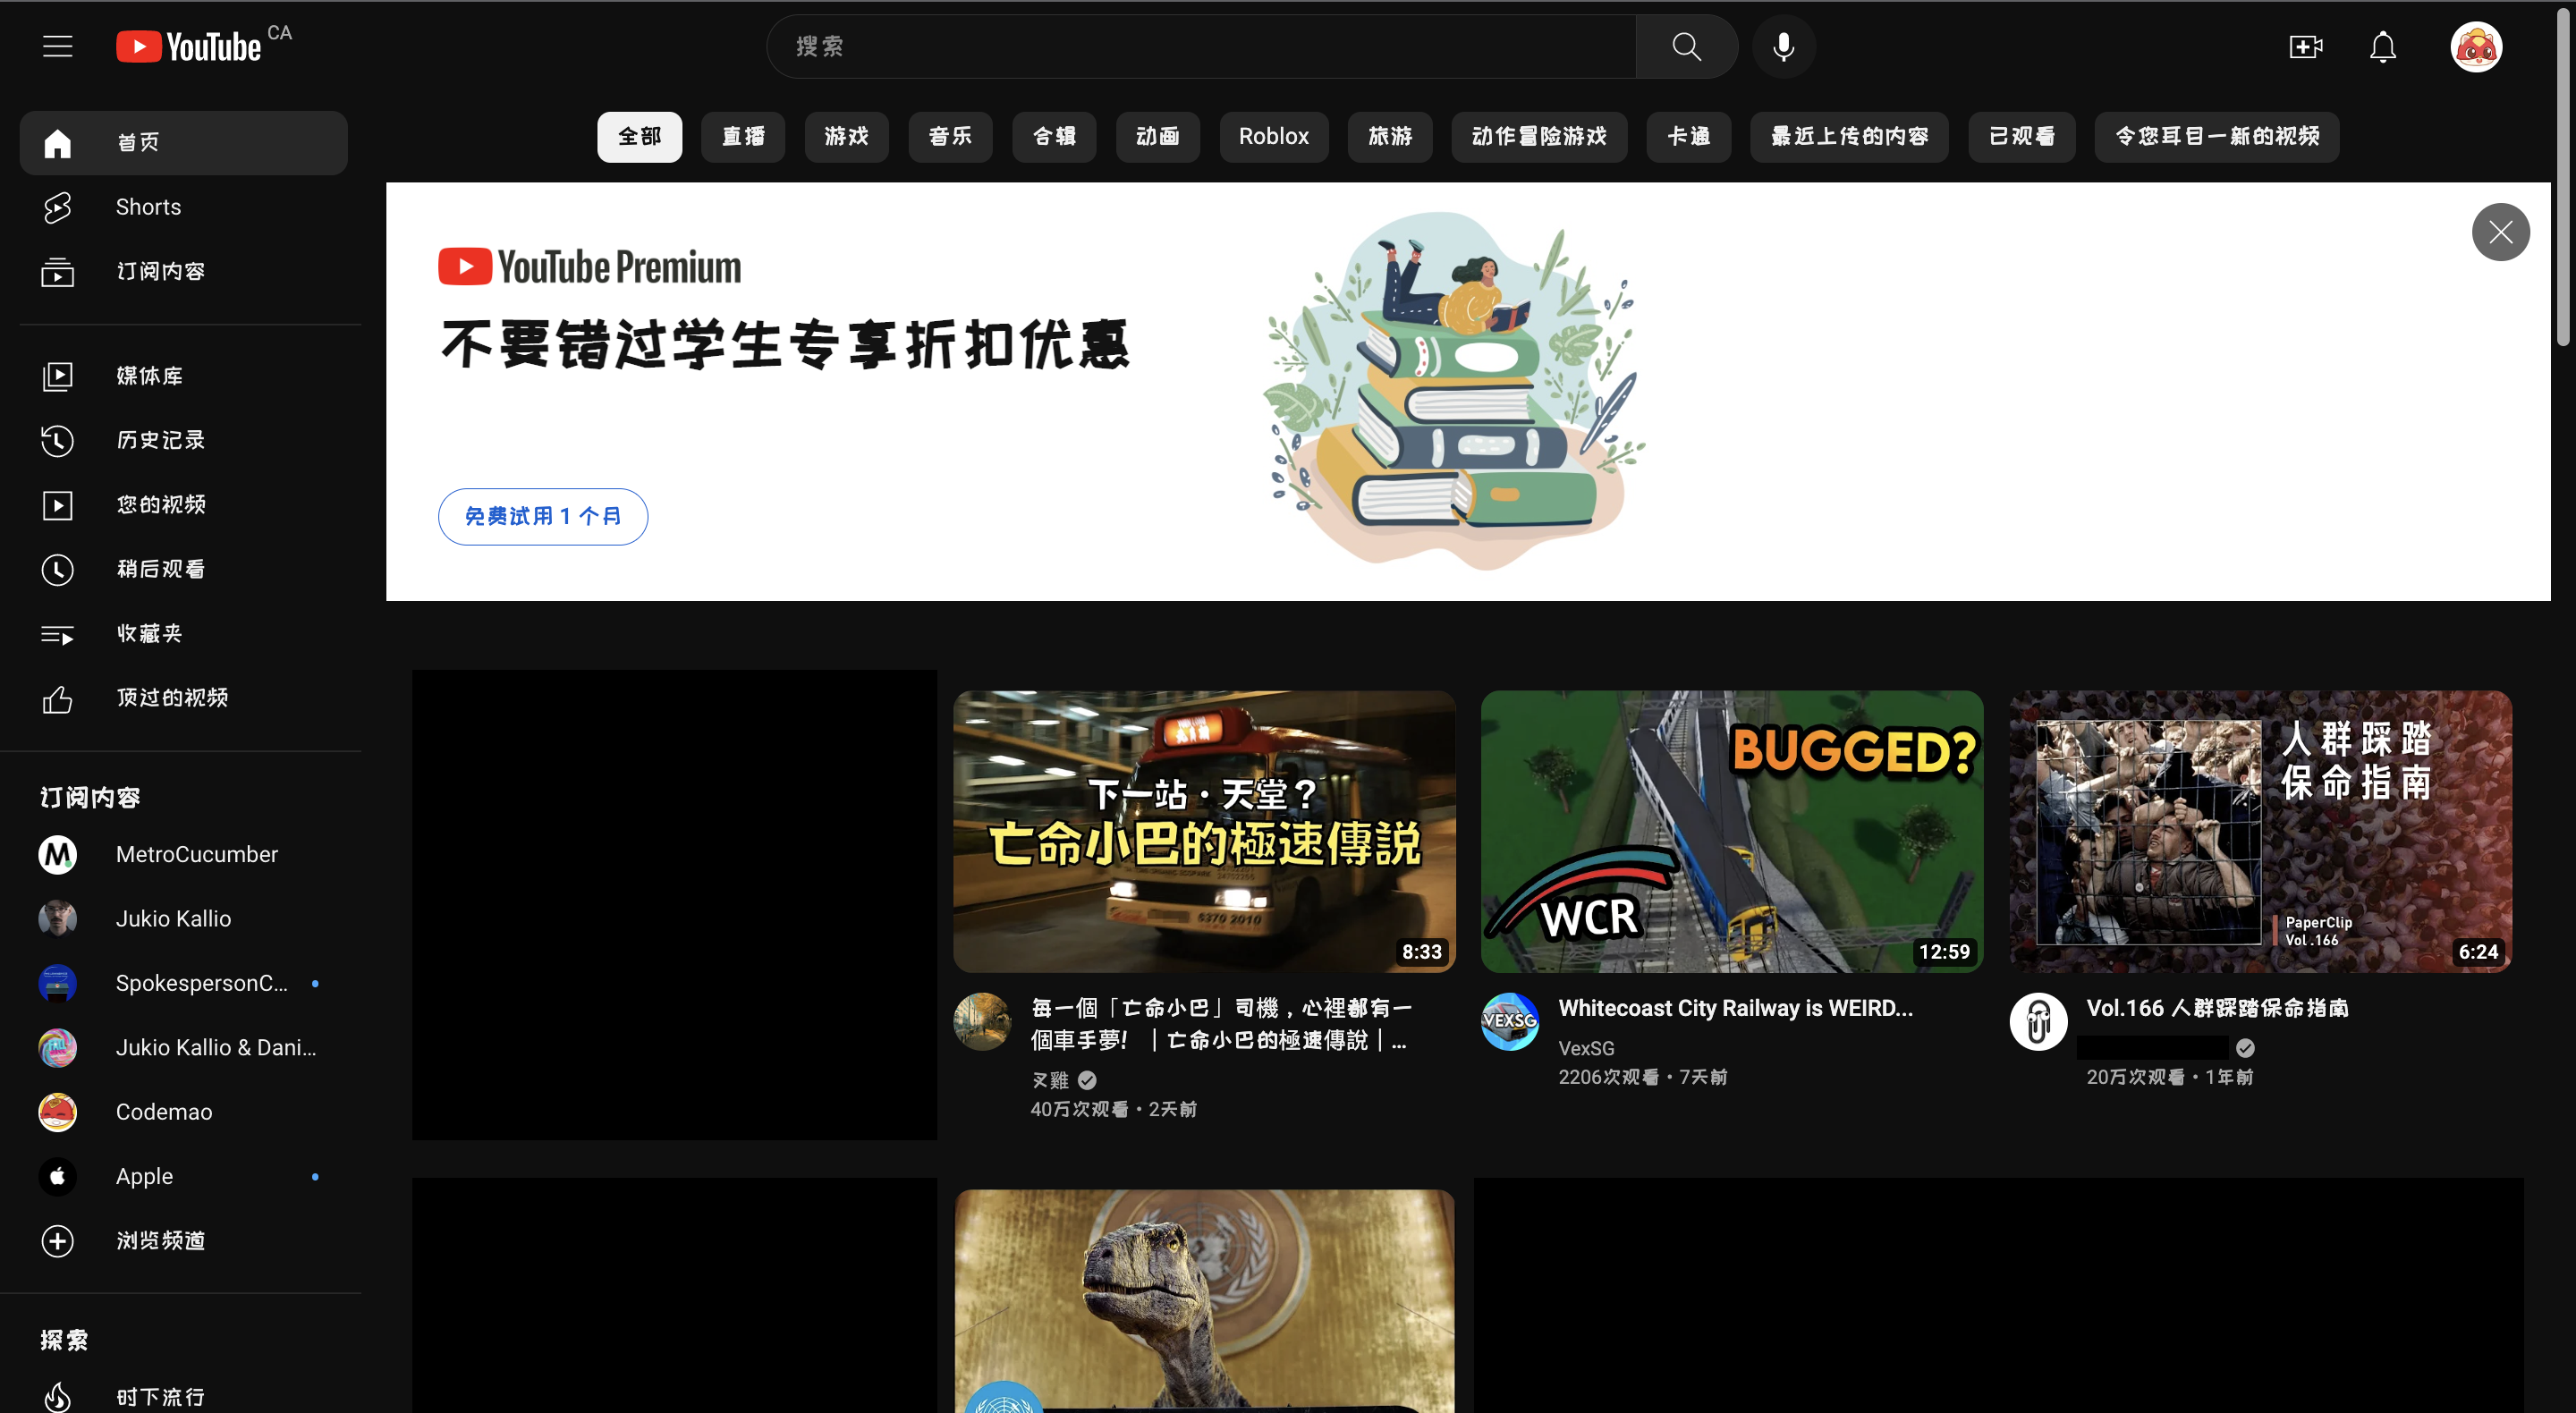 YouTube CA
搜索
首页
Shorts
订阅内容
媒体库
历史记录
您的视频
稍后观看
收藏夹
顶过的视频
订阅内容
MetroCucumber
Jukio Kallio
SpokespersonC...
Jukio Kallio & Dani...
Codemao
Apple
浏览频道
探索
时下流行
全部 直播 游戏 音乐 合辑 动画 Roblox 旅游 动作冒险游戏 卡通 最近上传的内容 已观看 令您耳目一新的视频
YouTube Premium
不要错过学生专享折扣优惠
免费试用 1 个月
下一站·天堂？
亡命小巴的極速傳説
6370 2010
8:33
每一個「亡命小巴」司機，心裡都有一
個車手夢！｜亡命小巴的極速傳說｜...
叉雞
40万次观看・2天前
BUGGED?
WCR
12:59
VEXSG
Whitecoast City Railway is WEIRD...
VexSG
2206次观看・7天前
人群踩踏
保命指南
PaperClip
Vol.166
6:24
Vol.166 人群踩踏保命指南
20万次观看・1年前